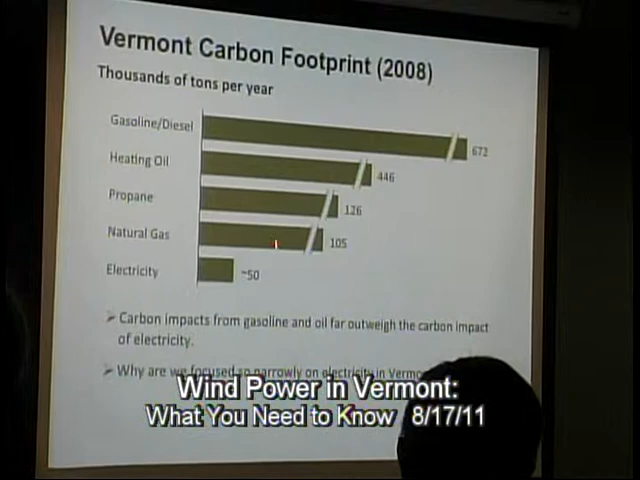 Vermont Carbon Footprint (2008)
Thousands of tons per year
Gasoline/Diesel 672
Heating Oil 446
Propane 126
Natural Gas 105
Electricity ~50
➢ Carbon impacts from gasoline and oil far outweigh the carbon impact
of electricity.
➢ Why are we focused so narrowly on electricity in
Wind Power in Vermont:
What You Need to Know 8/17/11